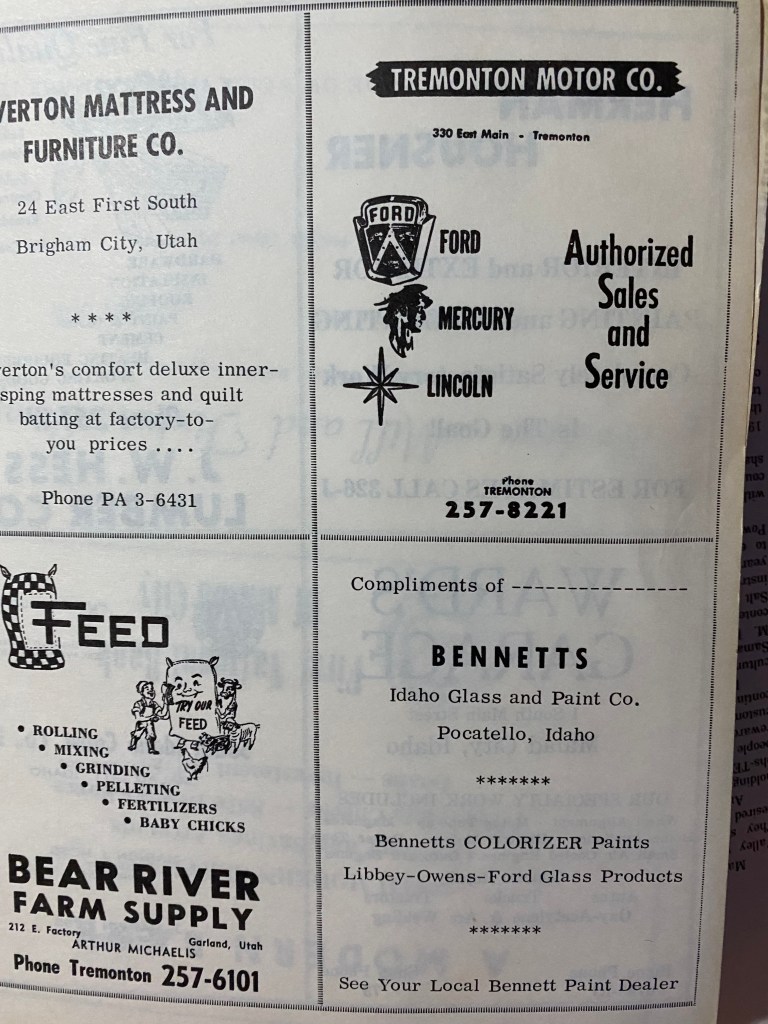 VERTON MATTRESS AND
FURNITURE CO.
24 East First South
Brigham City, Utah
* * * *
erton's comfort deluxe inner-
sping mattresses and quilt
batting at factory-to-
you prices ....
Phone PA 3-6431
TREMONTON MOTOR CO.
330 East Main - Tremonton
FORD
FORD
MERCURY
LINCOLN
Authorized
Sales
and
Service
Phone
TREMONTON
257-8221
FEED
TRY OUR
FEED
• ROLLING
• MIXING
• GRINDING
• PELLETING
• FERTILIZERS
• BABY CHICKS
BEAR RIVER
FARM SUPPLY
212 E. Factory
Garland, Utah
ARTHUR MICHAELIS
Phone Tremonton 257-6101
Compliments of ----------------
BENNETTS
Idaho Glass and Paint Co.
Pocatello, Idaho
*******
Bennetts COLORIZER Paints
Libbey-Owens-Ford Glass Products
*******
See Your Local Bennett Paint Dealer